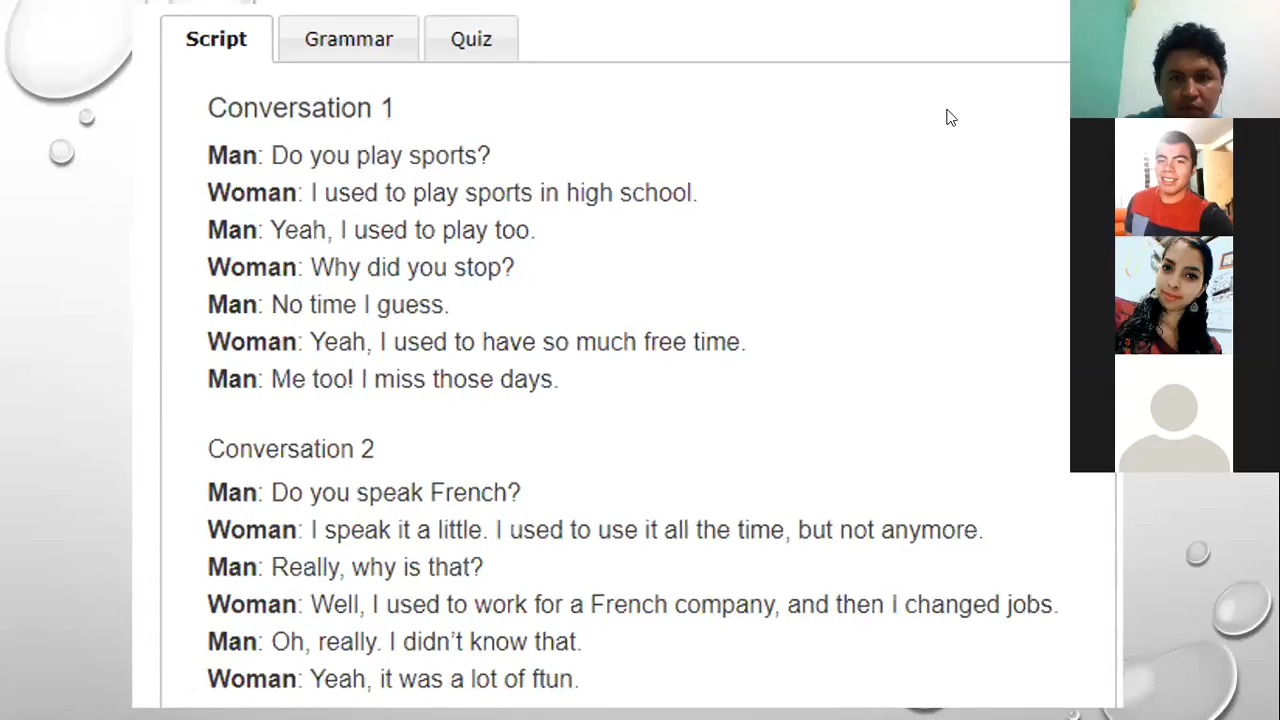 Script Grammar Quiz
Conversation 1
Man: Do you play sports?
Woman: I used to play sports in high school.
Man: Yeah, I used to play too.
Woman: Why did you stop?
Man: No time I guess.
Woman: Yeah, I used to have so much free time.
Man: Me too! I miss those days.
Conversation 2
Man: Do you speak French?
Woman: I speak it a little. I used to use it all the time, but not anymore.
Man: Really, why is that?
Woman: Well, I used to work for a French company, and then I changed jobs.
Man: Oh, really. I didn’t know that.
Woman: Yeah, it was a lot of ftun.